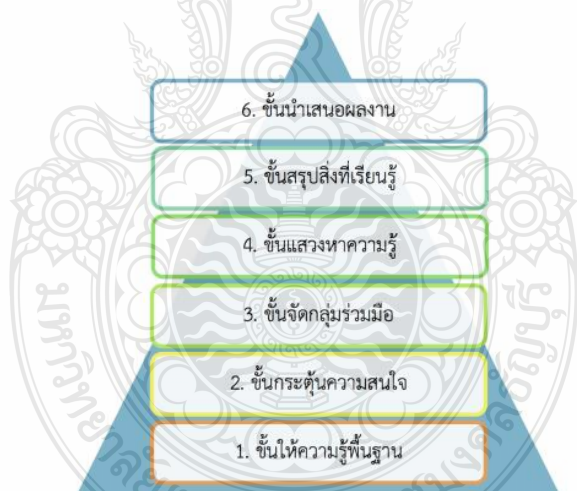 6. ขั้นนำเสนอผลงาน
5. ขั้นสรุปสิ่งที่เรียนรู้
4. ขั้นแสวงหาความรู้
3. ขั้นจัดกลุ่มร่วมมือ
2. ขั้นกระตุ้นความสนใจ
1. ขั้นให้ความรู้พื้นฐาน